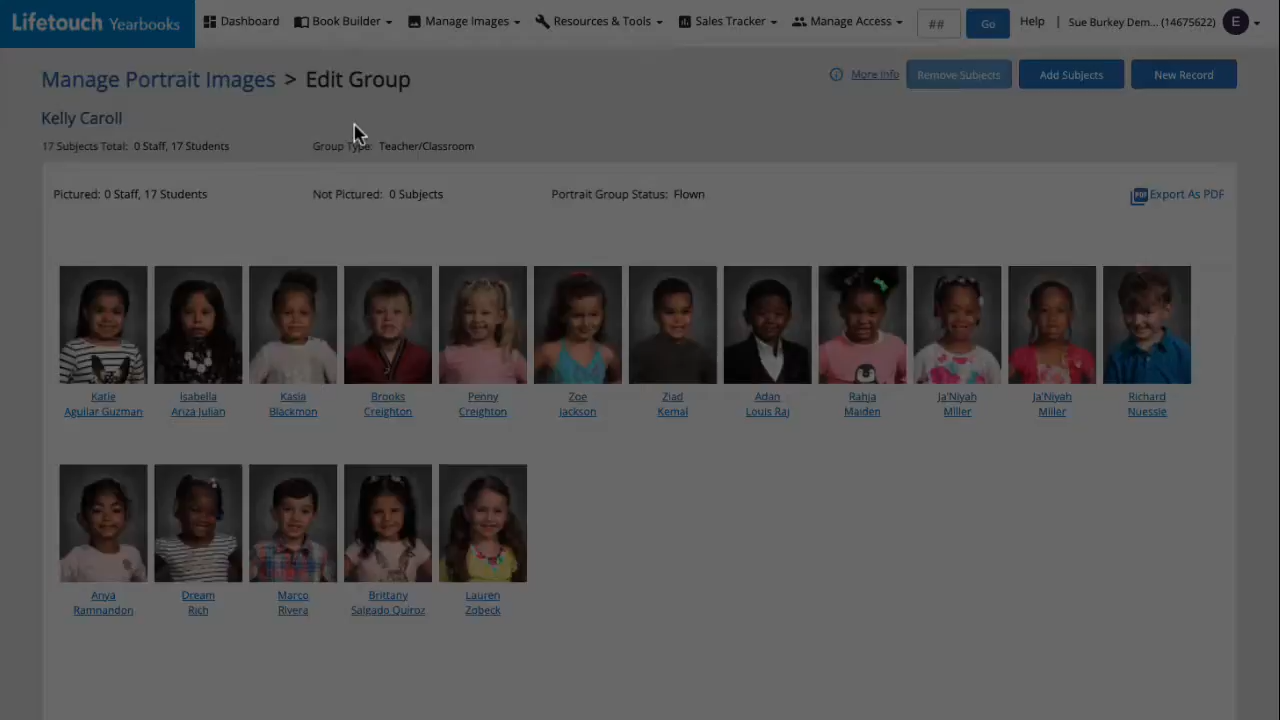 Lifetouch Yearbooks Dashboard Book Builder Manage Images Resources & Tools Sales Tracker Manage Access ## Go Help | Sue Burkey Dem... (14675622) E
Manage Portrait Images > Edit Group More Info Remove Subjects Add Subjects New Record
Kelly Caroll
17 Subjects Total: 0 Staff, 17 Students Group Type: Teacher/Classroom
Pictured: 0 Staff, 17 Students Not Pictured: 0 Subjects Portrait Group Status: Flown PDF Export As PDF
Katie Isabella Kasia Brooks Penny Zoe Ziad Adan Rahja Ja'Niyah Ja'Niyah Richard
Aguilar Guzman Ariza Julian Blackmon Creighton Creighton Jackson Kemal Louis Raj Maiden Miller Miller Nuessle
Anya Dream Marco Brittany Lauren
Ramnandon Rich Rivera Salgado Quiroz Zobeck